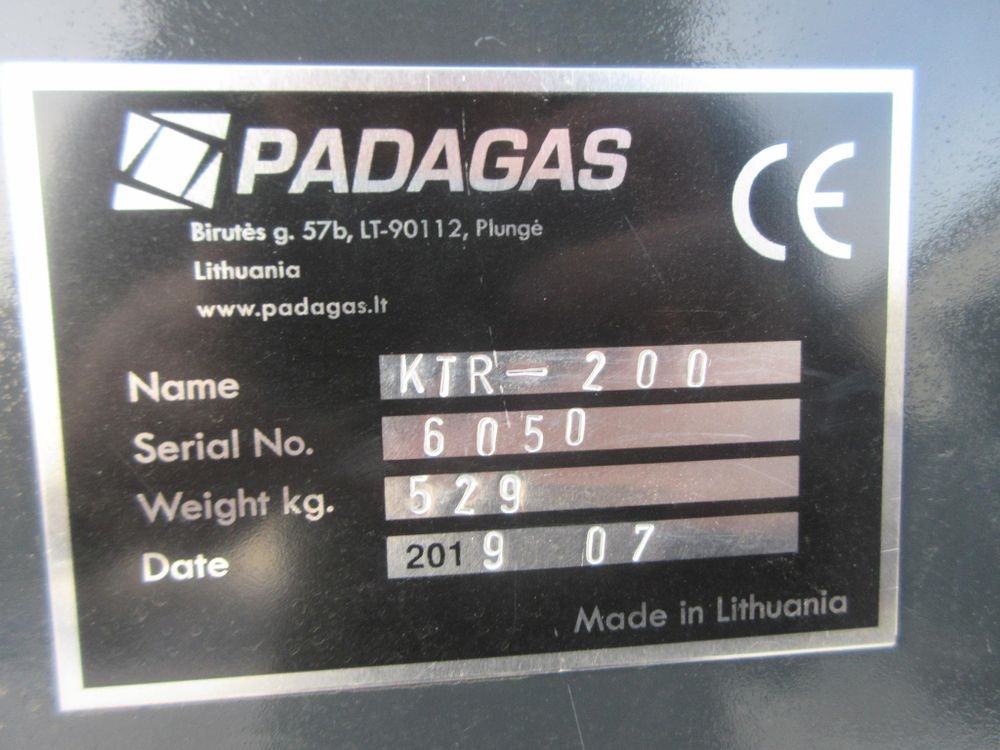 PADAGAS
CE
Birutės g. 57b, LT-90112, Plungė
Lithuania
www.padagas.lt
Name KTR-200
Serial No. 6050
Weight kg. 529
Date 2019 07
Made in Lithuania